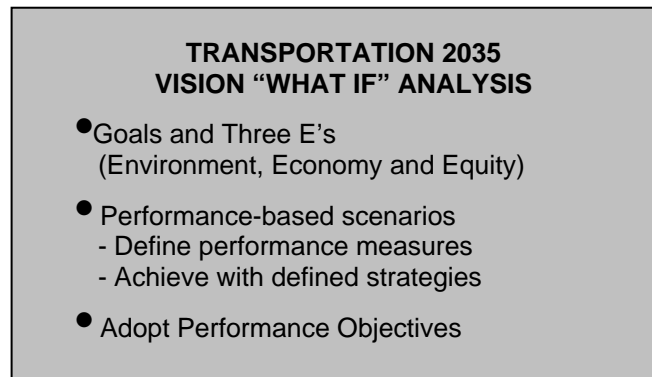 TRANSPORTATION 2035
VISION “WHAT IF” ANALYSIS
•Goals and Three E's
(Environment, Economy and Equity)
• Performance-based scenarios
- Define performance measures
- Achieve with defined strategies
• Adopt Performance Objectives